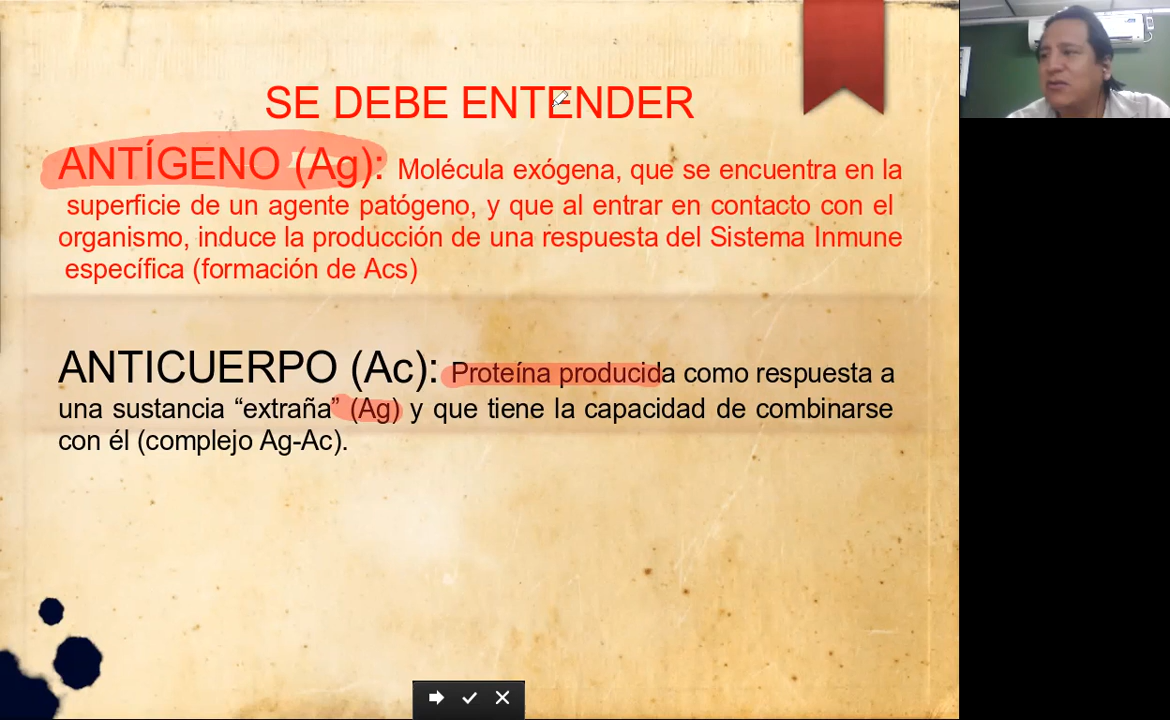 SE DEBE ENTENDER
ANTÍGENO (Ag): Molécula exógena, que se encuentra en la
superficie de un agente patógeno, y que al entrar en contacto con el
organismo, induce la producción de una respuesta del Sistema Inmune
específica (formación de Acs)
ANTICUERPO (Ac): Proteína producida como respuesta a
una sustancia “extraña” (Ag) y que tiene la capacidad de combinarse
con él (complejo Ag-Ac).